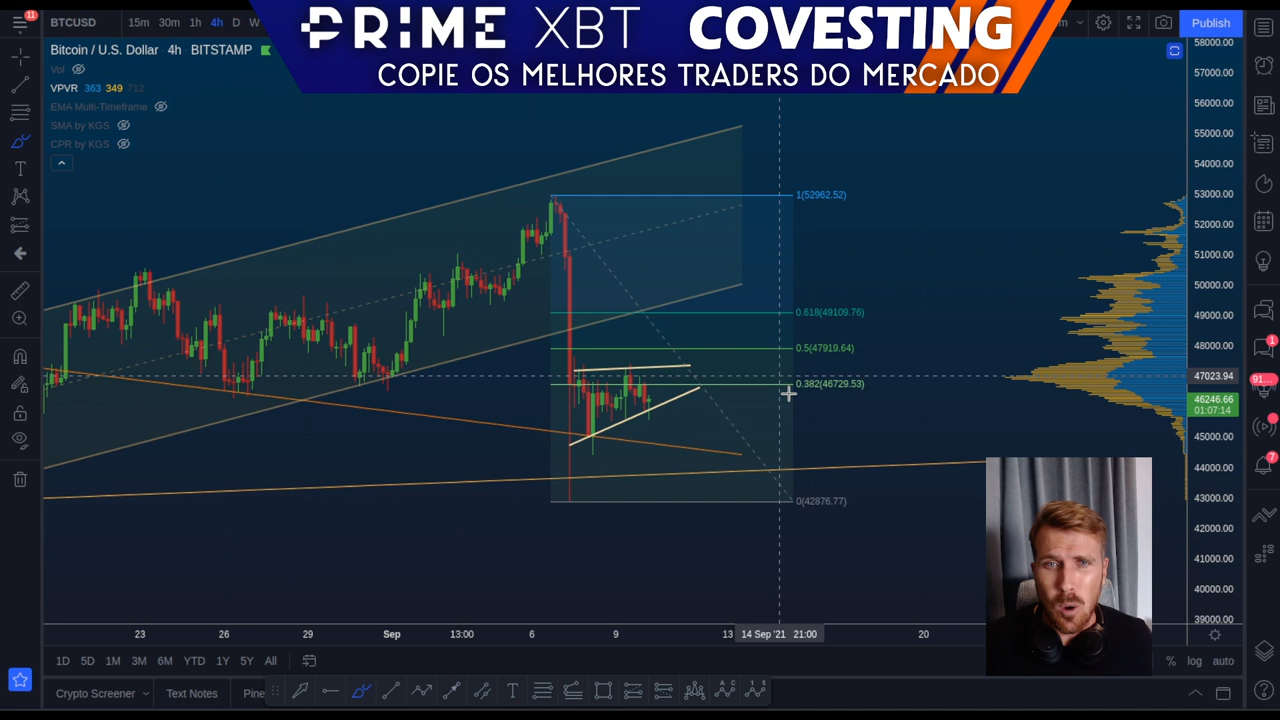 PRIME XBT COVESTING
COPIE OS MELHORES TRADERS DO MERCADO
11
BTCUSD 15m 30m 1h 4h D W
Publish
Bitcoin / U.S. Dollar · 4h · BITSTAMP
Vol
VPVR 363 349 712
EMA Multi-Timeframe
SMA by KGS
CPR by KGS
58000.00
57000.00
56000.00
55000.00
54000.00
53000.00
52000.00
51000.00
50000.00
49000.00
48000.00
47023.94
46246.66
01:07:14
45000.00
44000.00
43000.00
42000.00
41000.00
40000.00
39000.00
1(52962.52)
0.618(49109.76)
0.5(47919.64)
0.382(46729.53)
0(42876.77)
1
91...
7
23 26 29 Sep 13:00 6 9 13 14 Sep '21 21:00 20
1D 5D 1M 3M 6M YTD 1Y 5Y All
% log auto
Crypto Screener Text Notes Pine